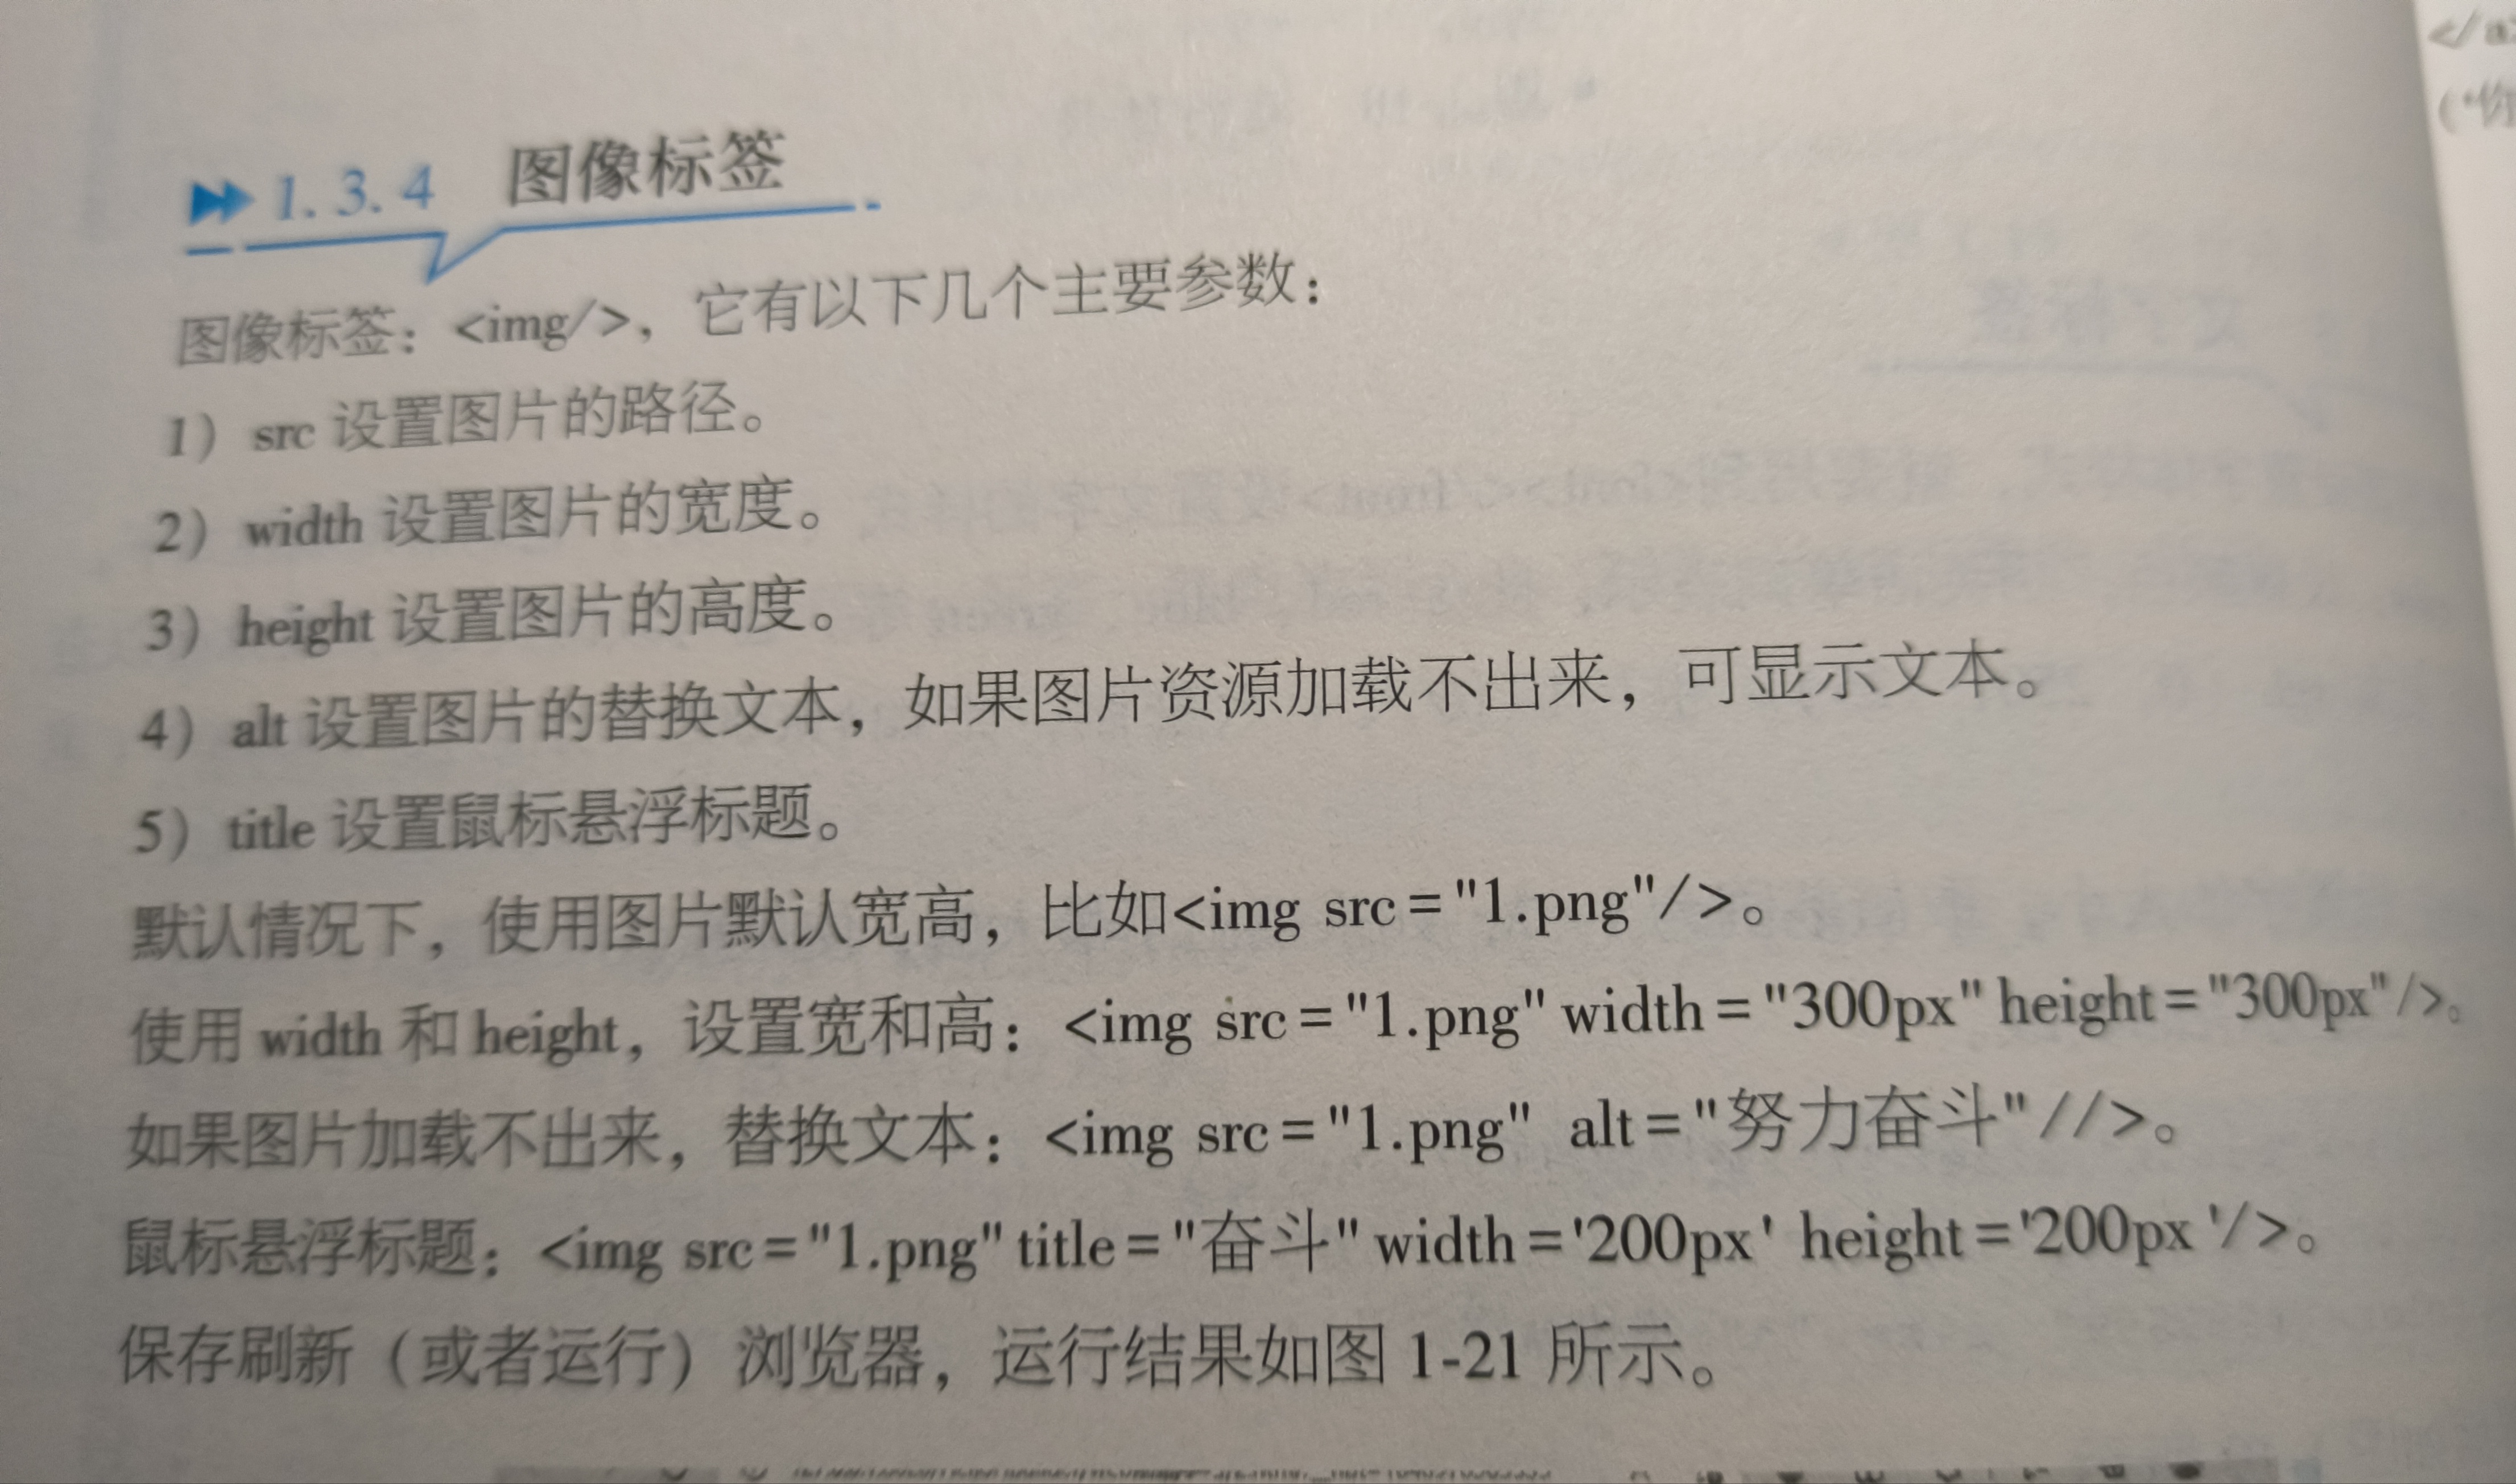 </a>
1.3.4 图像标签
图像标签：<img/>，它有以下几个主要参数：
1）src 设置图片的路径。
2）width 设置图片的宽度。
3）height 设置图片的高度。
4）alt 设置图片的替换文本，如果图片资源加载不出来，可显示文本。
5）title 设置鼠标悬浮标题。
默认情况下，使用图片默认宽高，比如<img src="1.png"/>。
使用 width 和 height，设置宽和高：<img src="1.png" width="300px" height="300px"/>。
如果图片加载不出来，替换文本：<img src="1.png" alt="努力奋斗"//>。
鼠标悬浮标题：<img src="1.png" title="奋斗" width='200px' height='200px '/>。
保存刷新（或者运行）浏览器，运行结果如图 1-21 所示。